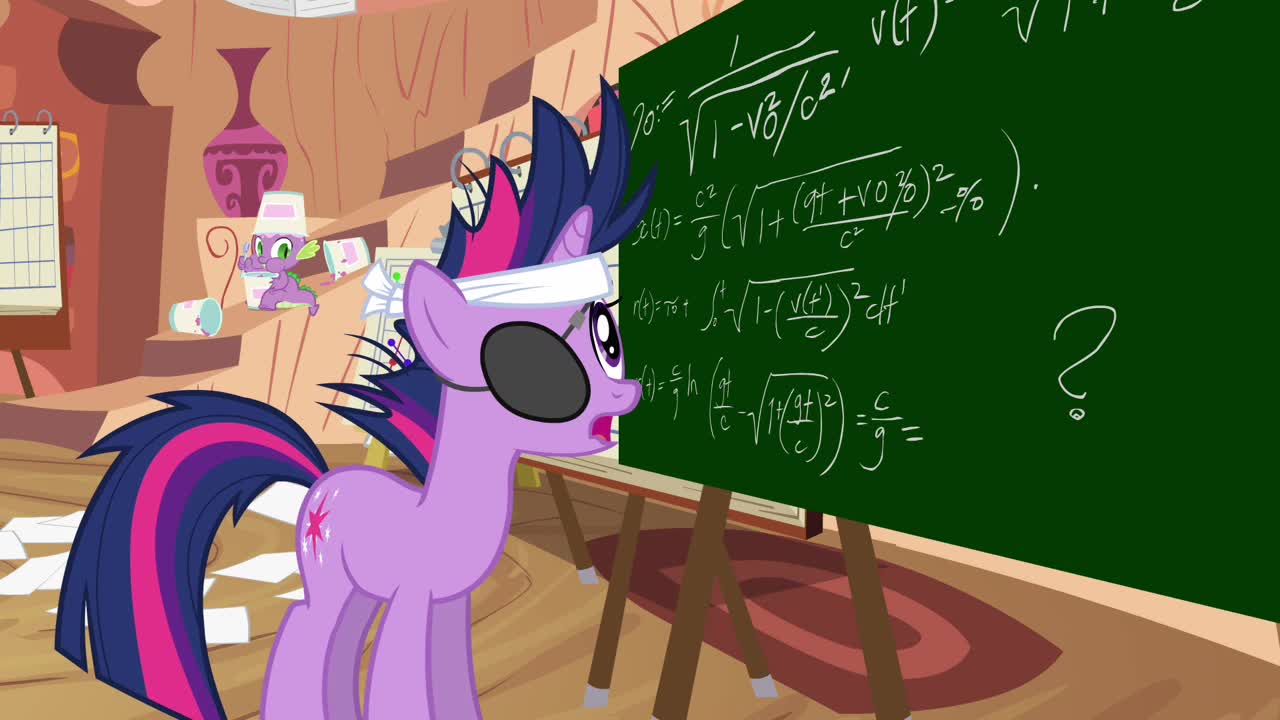 v(t)
γ0:= 1/√(1-v0²/c²)
x(t)= c²/g (√(1+(gt+v0γ0)²/c²) -γ0).
τ(t)=τ0+ ∫₀ᵗ √(1-(v(t')/c)²) dt'
(t)= c/g ln (gt/c -√(1+(gt/c)²)) = c/g =
?